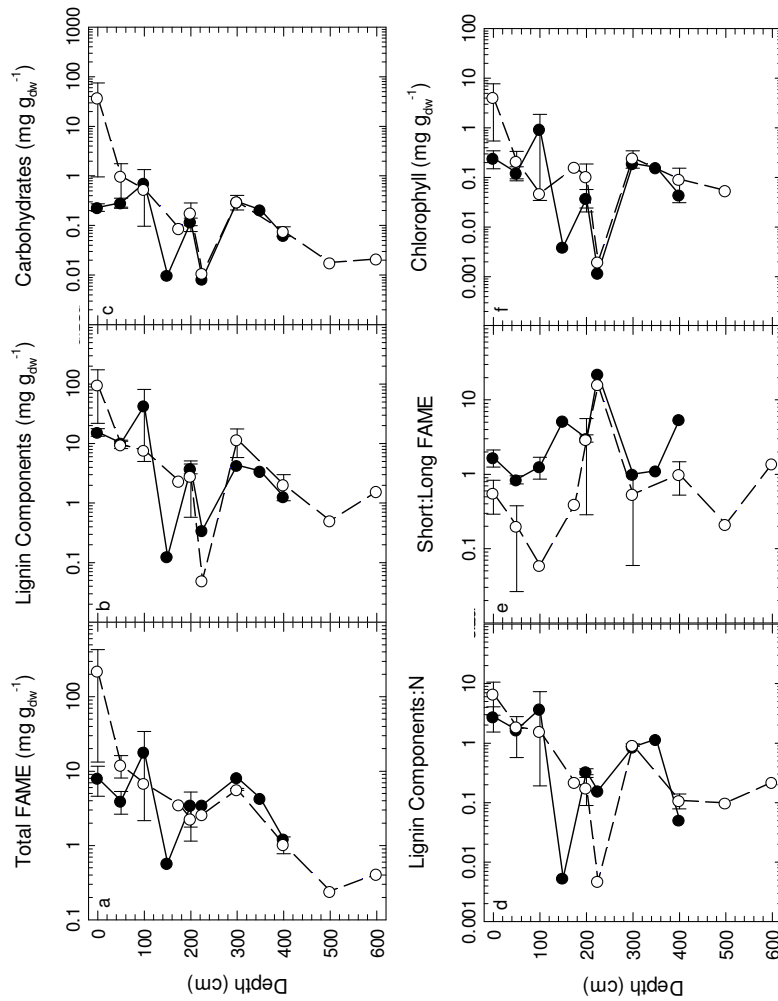 Total FAME (mg g_dw⁻¹)
Lignin Components (mg g_dw⁻¹)
Carbohydrates (mg g_dw⁻¹)
0.1 1 10 100
0.1 1 10 100
0.01 0.1 1 10 100 1000
a
b
c
Depth (cm)
0
100
200
300
400
500
600
Lignin Components:N
Short:Long FAME
Chlorophyll (mg g_dw⁻¹)
0.001 0.01 0.1 1 10
0.1 1 10
0.001 0.01 0.1 1 10 100
d
e
f
Depth (cm)
0
100
200
300
400
500
600